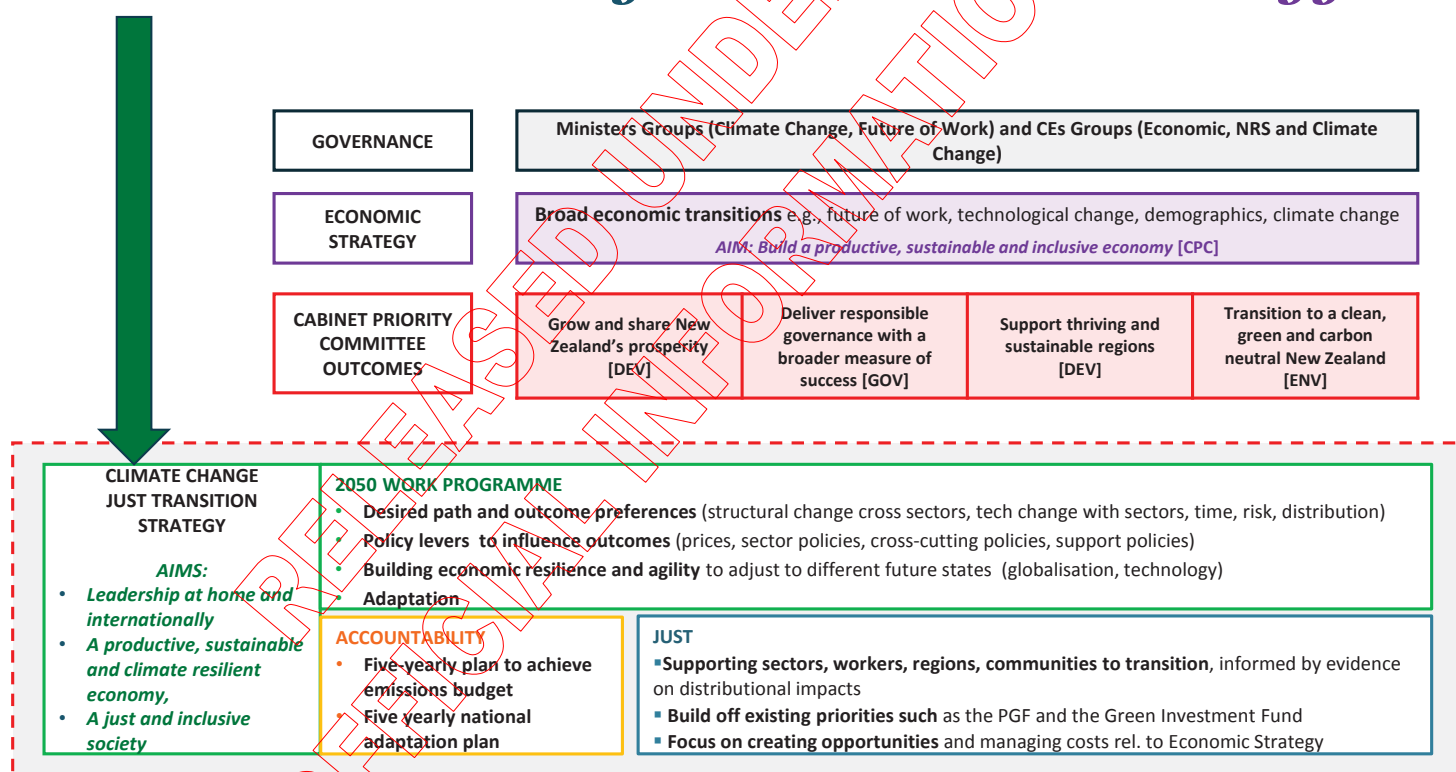 GOVERNANCE
Ministers Groups (Climate Change, Future of Work) and CEs Groups (Economic, NRS and Climate
Change)
ECONOMIC
STRATEGY
Broad economic transitions e.g., future of work, technological change, demographics, climate change
AIM: Build a productive, sustainable and inclusive economy [CPC]
CABINET PRIORITY
COMMITTEE
OUTCOMES
Grow and share New
Zealand's prosperity
[DEV]
Deliver responsible
governance with a
broader measure of
success [GOV]
Support thriving and
sustainable regions
[DEV]
Transition to a clean,
green and carbon
neutral New Zealand
[ENV]
CLIMATE CHANGE
JUST TRANSITION
STRATEGY
AIMS:
• Leadership at home and
internationally
• A productive, sustainable
and climate resilient
economy,
• A just and inclusive
society
2050 WORK PROGRAMME
• Desired path and outcome preferences (structural change cross sectors, tech change with sectors, time, risk, distribution)
• Policy levers to influence outcomes (prices, sector policies, cross-cutting policies, support policies)
• Building economic resilience and agility to adjust to different future states (globalisation, technology)
• Adaptation
ACCOUNTABILITY
• Five-yearly plan to achieve
emissions budget
• Five yearly national
adaptation plan
JUST
▪Supporting sectors, workers, regions, communities to transition, informed by evidence
on distributional impacts
▪ Build off existing priorities such as the PGF and the Green Investment Fund
▪ Focus on creating opportunities and managing costs rel. to Economic Strategy
RELEASED UNDE
FICIAL INFORMATIO